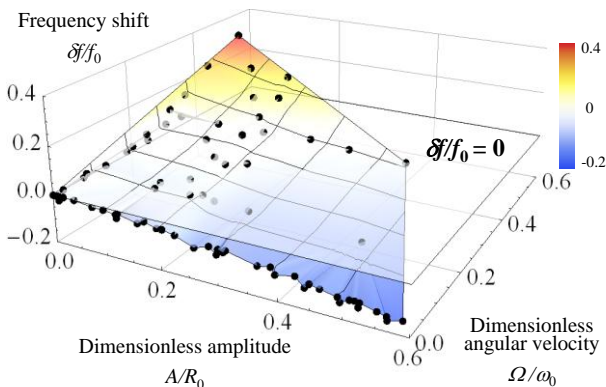 Frequency shift
δf/f₀
0.4
0.2
0.0
−0.2
0.0
0.2
0.4
0.6
Dimensionless amplitude
A/R₀
0.0
0.2
0.4
0.6
Dimensionless
angular velocity
Ω/ω₀
δf/f₀ = 0
0.4
0
-0.2